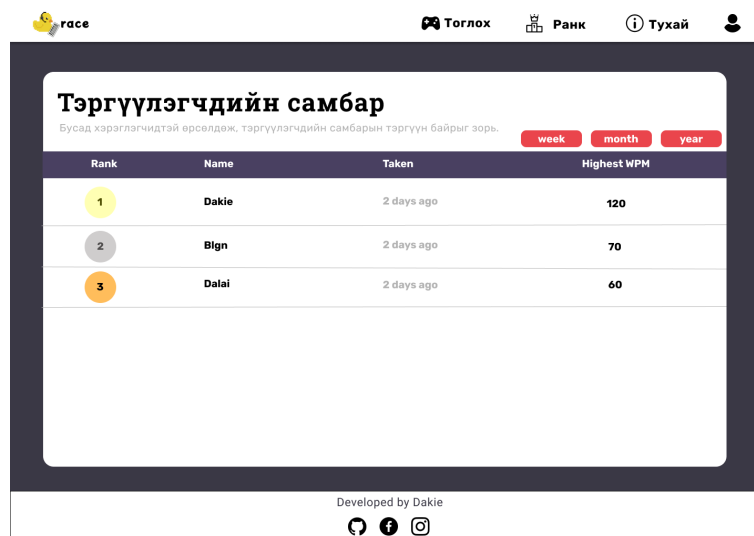 race
Тоглох
Ранк
Тухай
Тэргүүлэгчдийн самбар
Бусад хэрэглэгчидтэй өрсөлдөж, тэргүүлэгчдийн самбарын тэргүүн байрыг зорь.
week month year
Rank Name Taken Highest WPM
1 Dakie 2 days ago 120
2 Blgn 2 days ago 70
3 Dalai 2 days ago 60
Developed by Dakie